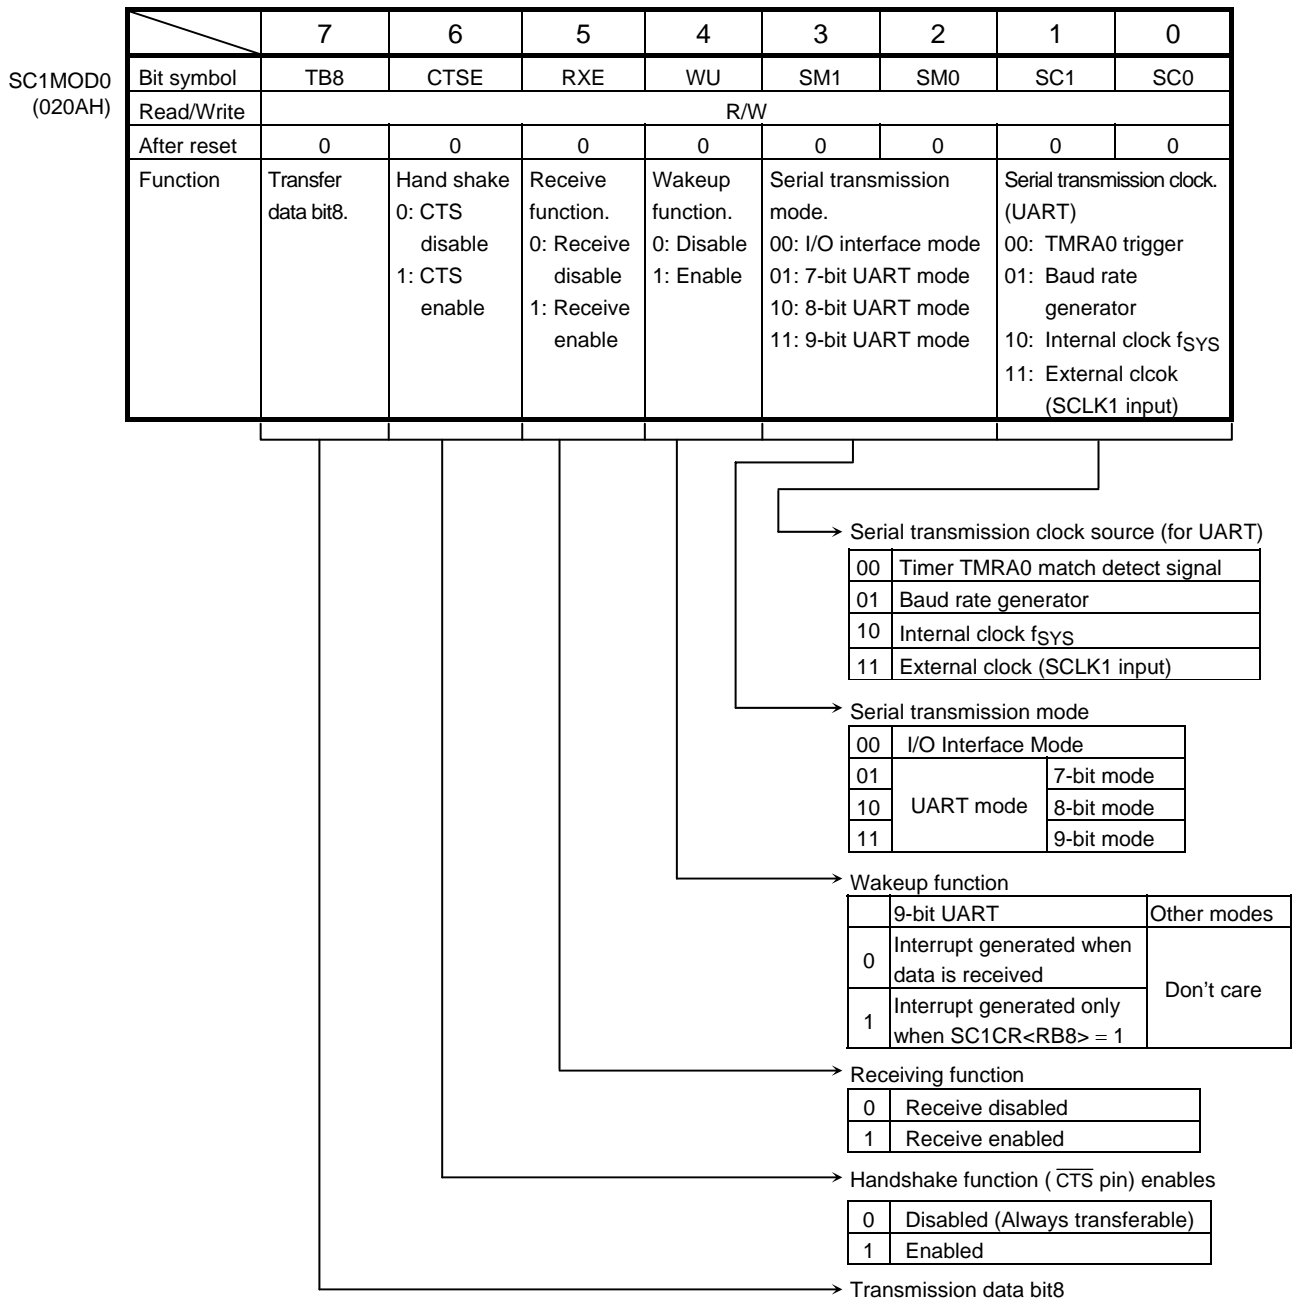 7 6 5 4 3 2 1 0
SC1MOD0
(020AH)
Bit symbol TB8 CTSE RXE WU SM1 SM0 SC1 SC0
Read/Write R/W
After reset 0 0 0 0 0 0 0 0
Function
Transfer
data bit8.
Hand shake
0: CTS
disable
1: CTS
enable
Receive
function.
0: Receive
disable
1: Receive
enable
Wakeup
function.
0: Disable
1: Enable
Serial transmission
mode.
00: I/O interface mode
01: 7-bit UART mode
10: 8-bit UART mode
11: 9-bit UART mode
Serial transmission clock.
(UART)
00: TMRA0 trigger
01: Baud rate
generator
10: Internal clock fSYS
11: External clcok
(SCLK1 input)
Serial transmission clock source (for UART)
00 Timer TMRA0 match detect signal
01 Baud rate generator
10 Internal clock fSYS
11 External clock (SCLK1 input)
Serial transmission mode
00 I/O Interface Mode
01 7-bit mode
10 UART mode 8-bit mode
11 9-bit mode
Wakeup function
9-bit UART Other modes
0 Interrupt generated when
data is received
Don't care
1 Interrupt generated only
when SC1CR<RB8> = 1
Receiving function
0 Receive disabled
1 Receive enabled
Handshake function ( C̅T̅S̅ pin) enables
0 Disabled (Always transferable)
1 Enabled
Transmission data bit8